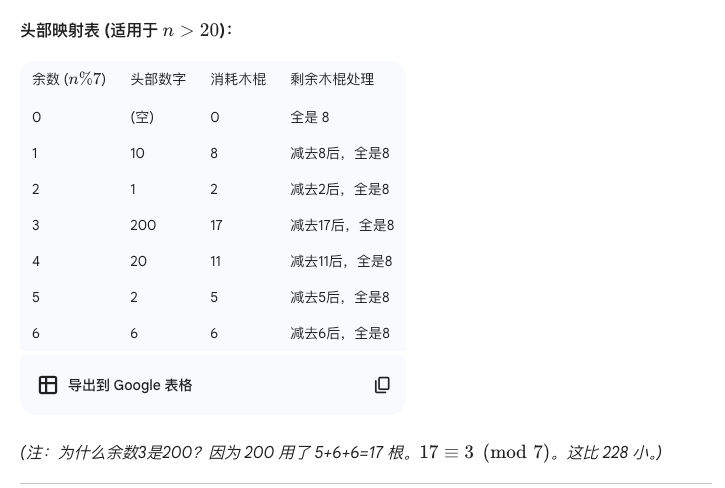 头部映射表 (适用于 n > 20)：
余数 (n%7) 头部数字 消耗木棍 剩余木棍处理
0 (空) 0 全是 8
1 10 8 减去8后，全是8
2 1 2 减去2后，全是8
3 200 17 减去17后，全是8
4 20 11 减去11后，全是8
5 2 5 减去5后，全是8
6 6 6 减去6后，全是8
导出到 Google 表格
(注：为什么余数3是200？因为 200 用了 5+6+6=17 根。17 ≡ 3 (mod 7)。这比 228 小。)